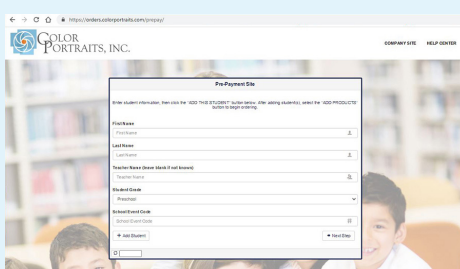 https://orders.colorportraits.com/prepay/
COLOR
PORTRAITS, INC.
COMPANY SITE HELP CENTER
Pre-Payment Site
Enter student information, then click the 'ADD THIS STUDENT' button below. After adding student(s), select the 'ADD PRODUCTS'
button to begin ordering.
First Name
First Name
Last Name
Last Name
Teacher Name (leave blank if not known)
Teacher Name
Student Grade
Preschool
School/Event Code
School/Event Code
+ Add Student Next Step